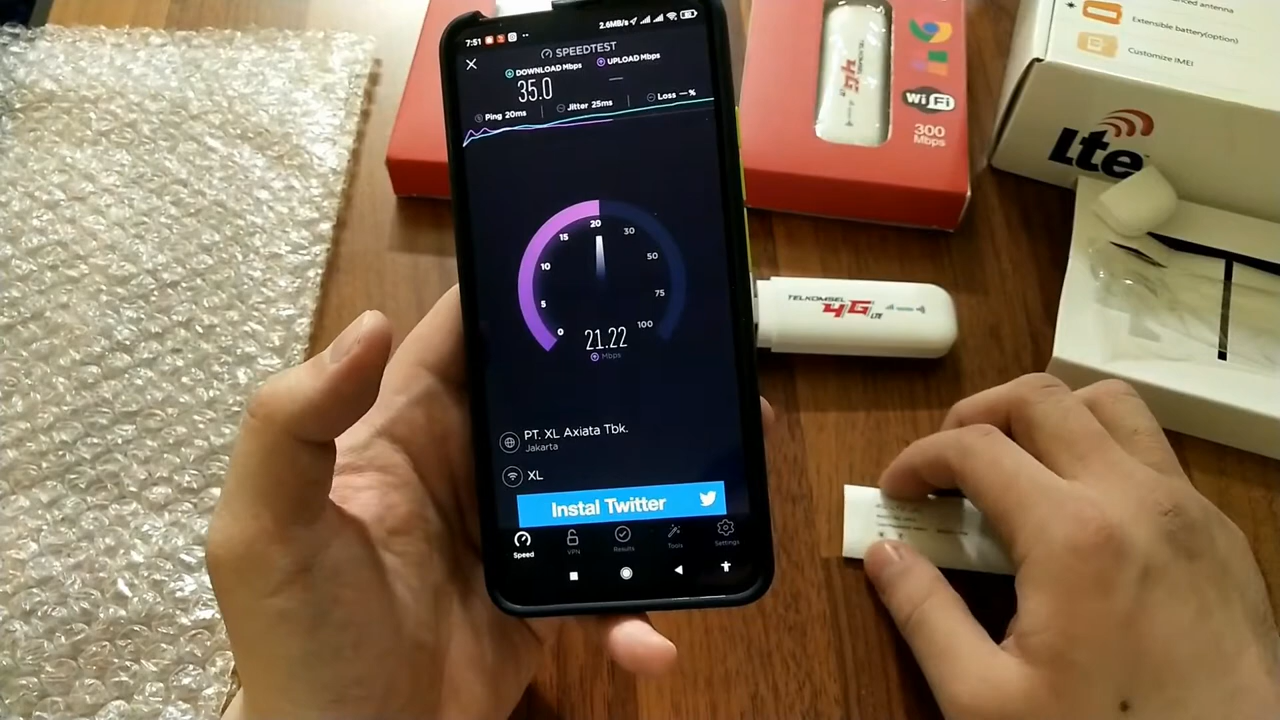 7:51
2.6MB/s
SPEEDTEST
DOWNLOAD Mbps
UPLOAD Mbps
35.0
—
Ping 20ms
Jitter 25ms
Loss —%
0
5
10
15
20
30
50
75
100
21.22
Mbps
PT. XL Axiata Tbk.
Jakarta
XL
Instal Twitter
Speed
VPN
Results
Tools
Settings
TELKOMSEL
4G LTE
4G
WiFi
300
Mbps
antenna
Extensible battery(option)
Customize IMEI
Lte